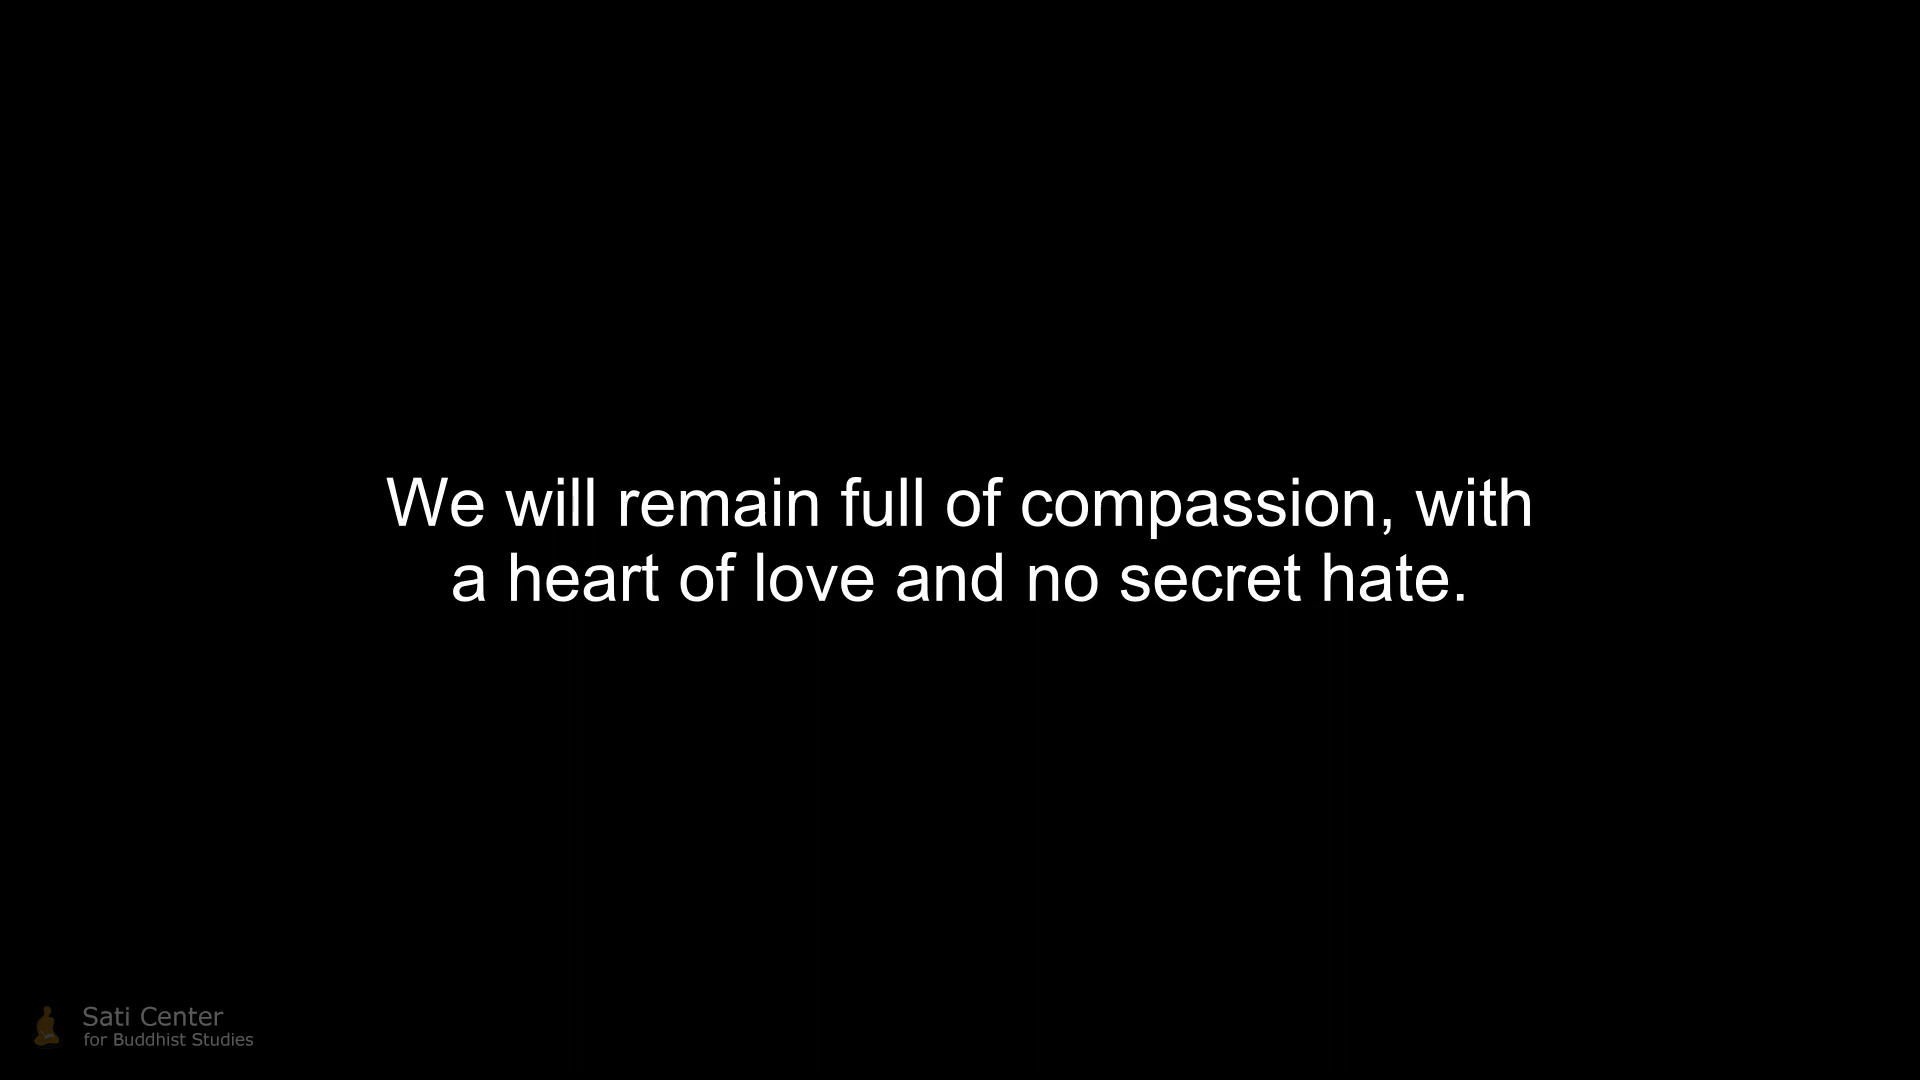 We will remain full of compassion, with
a heart of love and no secret hate.
Sati Center
for Buddhist Studies